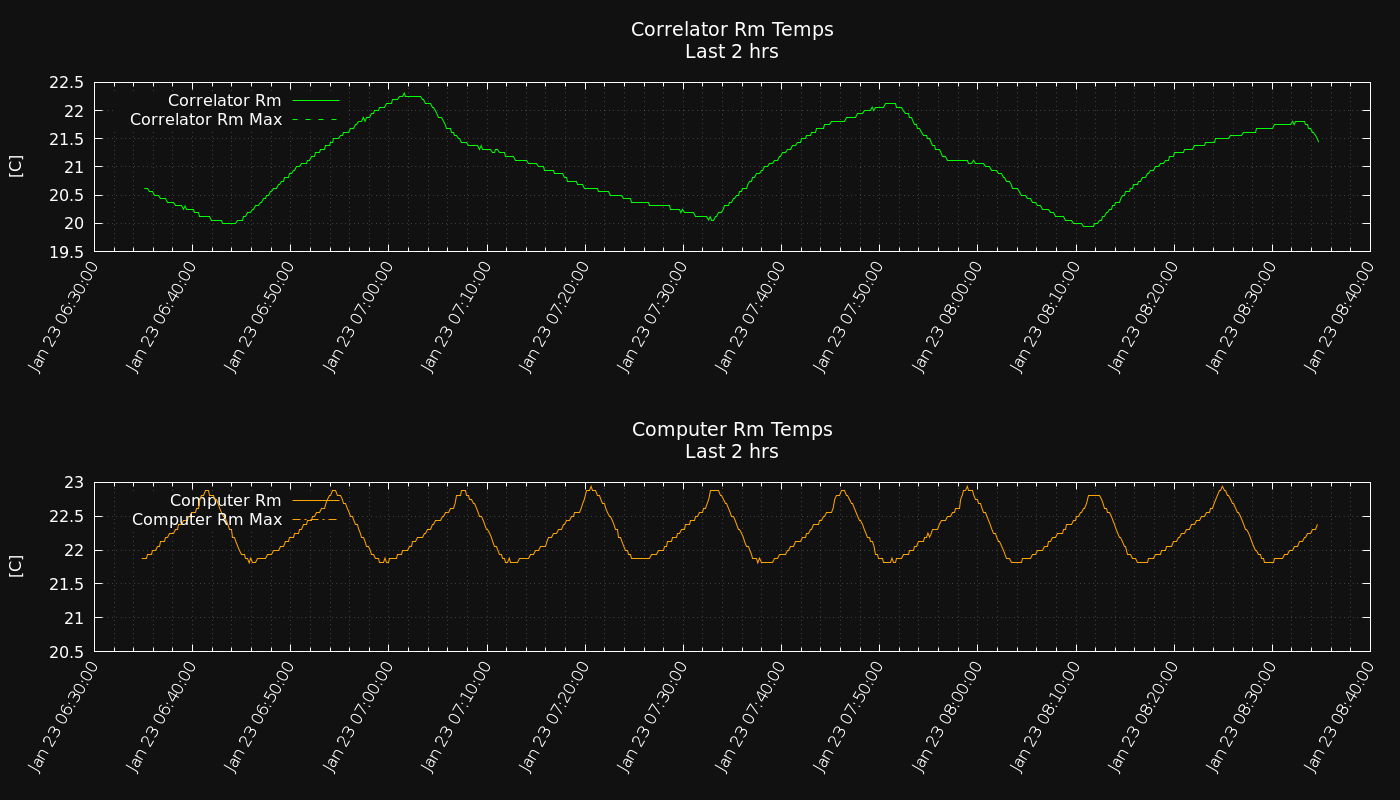 Correlator Rm Temps
Last 2 hrs
22.5
22
21.5
21
20.5
20
19.5
[C]
Correlator Rm
Correlator Rm Max
Jan 23 06:30:00
Jan 23 06:40:00
Jan 23 06:50:00
Jan 23 07:00:00
Jan 23 07:10:00
Jan 23 07:20:00
Jan 23 07:30:00
Jan 23 07:40:00
Jan 23 07:50:00
Jan 23 08:00:00
Jan 23 08:10:00
Jan 23 08:20:00
Jan 23 08:30:00
Jan 23 08:40:00
Computer Rm Temps
Last 2 hrs
23
22.5
22
21.5
21
20.5
[C]
Computer Rm
Computer Rm Max
Jan 23 06:30:00
Jan 23 06:40:00
Jan 23 06:50:00
Jan 23 07:00:00
Jan 23 07:10:00
Jan 23 07:20:00
Jan 23 07:30:00
Jan 23 07:40:00
Jan 23 07:50:00
Jan 23 08:00:00
Jan 23 08:10:00
Jan 23 08:20:00
Jan 23 08:30:00
Jan 23 08:40:00